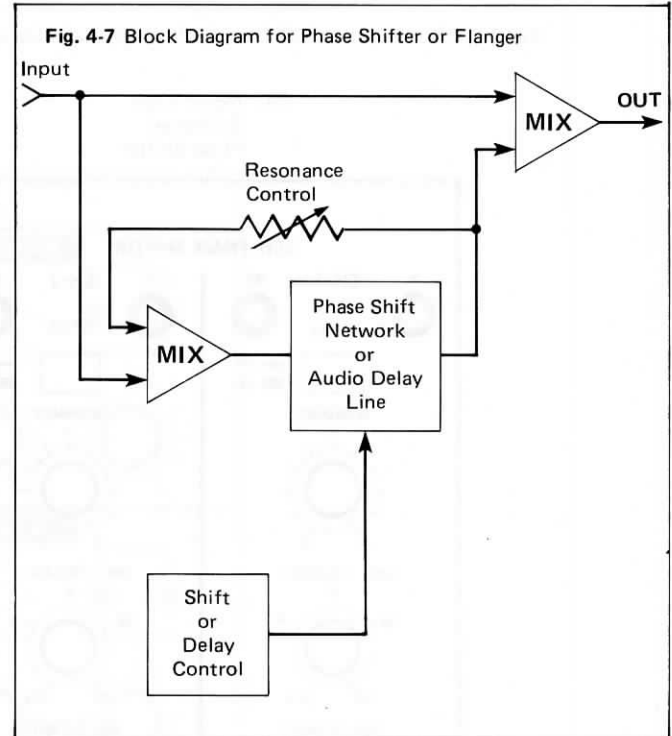 Fig. 4-7 Block Diagram for Phase Shifter or Flanger
Input
OUT
MIX
Resonance
Control
Phase Shift
Network
or
Audio Delay
Line
MIX
Shift
or
Delay
Control